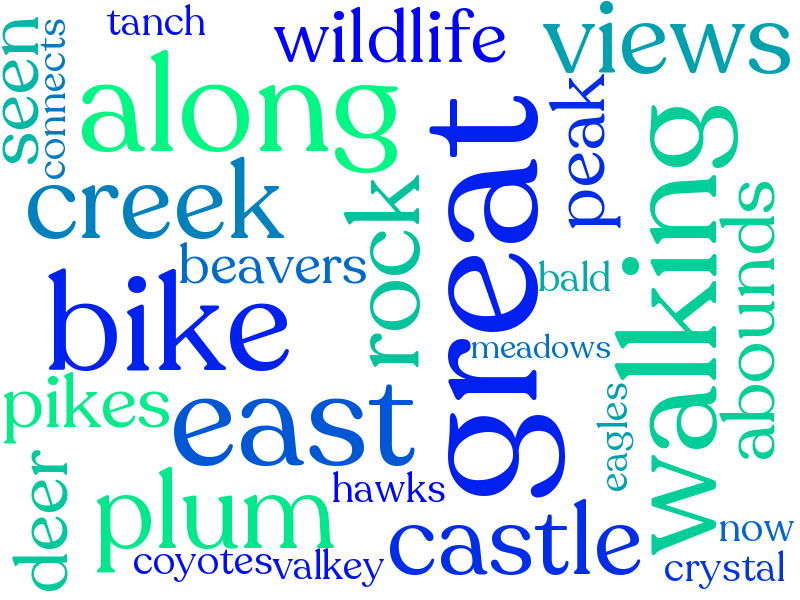 tanch
wildlife
views
seen
connects
along
peak
great
walking
creek
rock
abounds
beavers
bald
bike
meadows
pikes
east
eagles
deer
plum
hawks
castle
now
coyotes
valkey
crystal